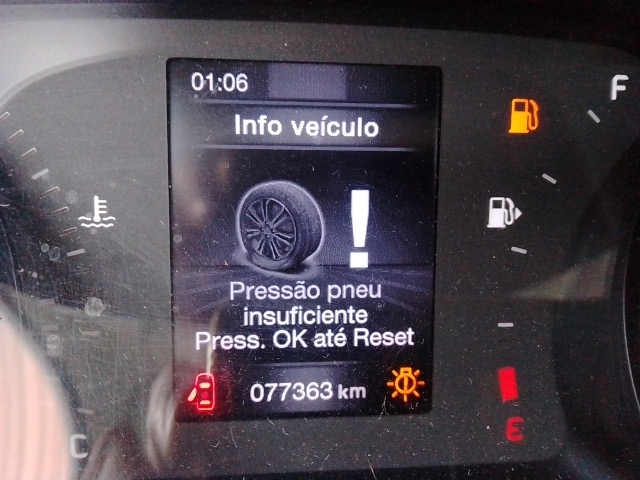 01:06
Info veículo
F
Pressão pneu
insuficiente
Press. OK até Reset
077363 km
E
C